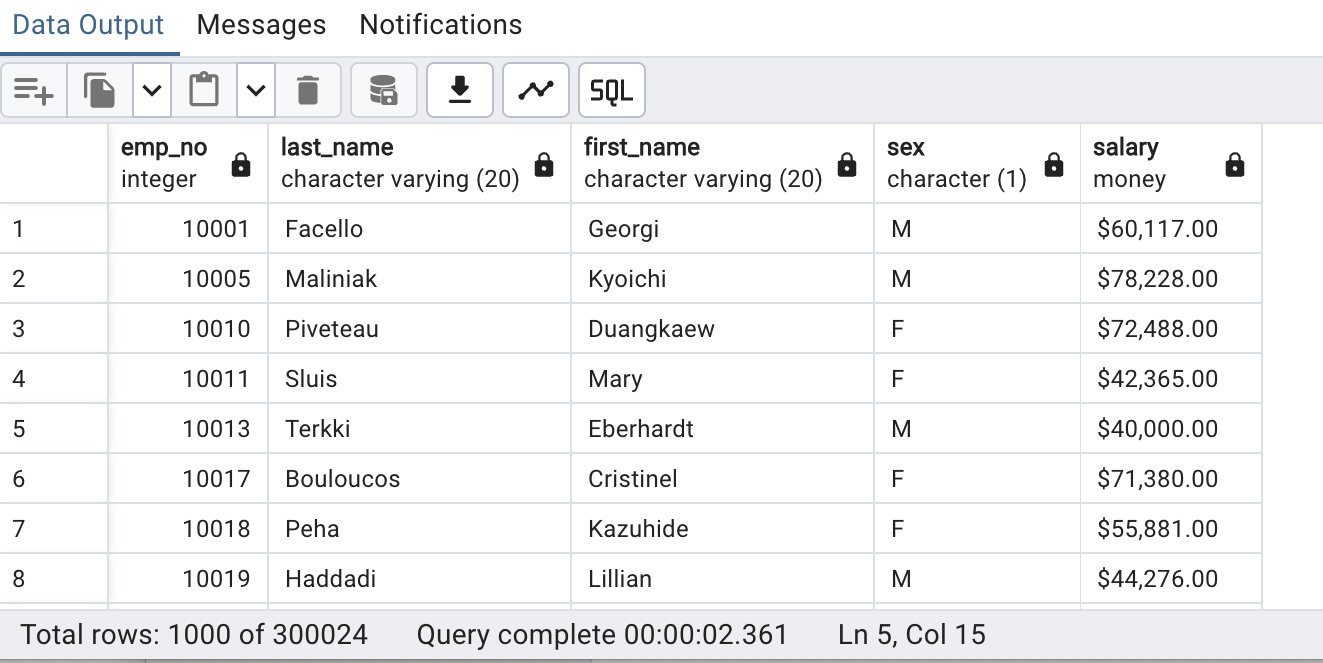 Data Output Messages Notifications
SQL
emp_no last_name first_name sex salary
integer character varying (20) character varying (20) character (1) money
1 10001 Facello Georgi M $60,117.00
2 10005 Maliniak Kyoichi M $78,228.00
3 10010 Piveteau Duangkaew F $72,488.00
4 10011 Sluis Mary F $42,365.00
5 10013 Terkki Eberhardt M $40,000.00
6 10017 Bouloucos Cristinel F $71,380.00
7 10018 Peha Kazuhide F $55,881.00
8 10019 Haddadi Lillian M $44,276.00
Total rows: 1000 of 300024 Query complete 00:00:02.361 Ln 5, Col 15